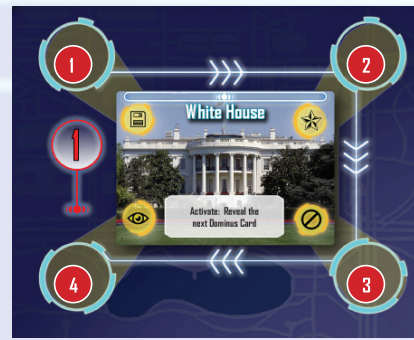 1
2
1
White House
Activate: Reveal the
next Dominus Card
4
3